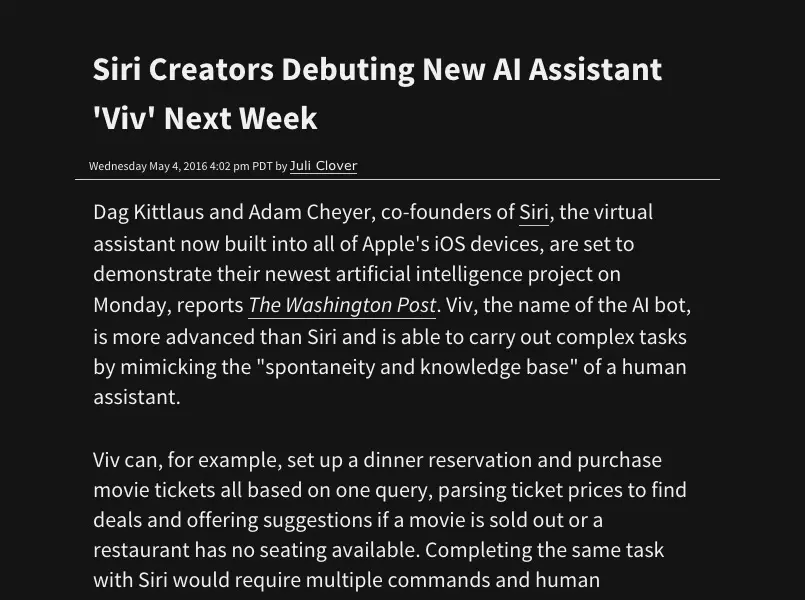 Siri Creators Debuting New AI Assistant
'Viv' Next Week
Wednesday May 4, 2016 4:02 pm PDT by Juli Clover
Dag Kittlaus and Adam Cheyer, co-founders of Siri, the virtual
assistant now built into all of Apple's iOS devices, are set to
demonstrate their newest artificial intelligence project on
Monday, reports The Washington Post. Viv, the name of the AI bot,
is more advanced than Siri and is able to carry out complex tasks
by mimicking the "spontaneity and knowledge base" of a human
assistant.
Viv can, for example, set up a dinner reservation and purchase
movie tickets all based on one query, parsing ticket prices to find
deals and offering suggestions if a movie is sold out or a
restaurant has no seating available. Completing the same task
with Siri would require multiple commands and human